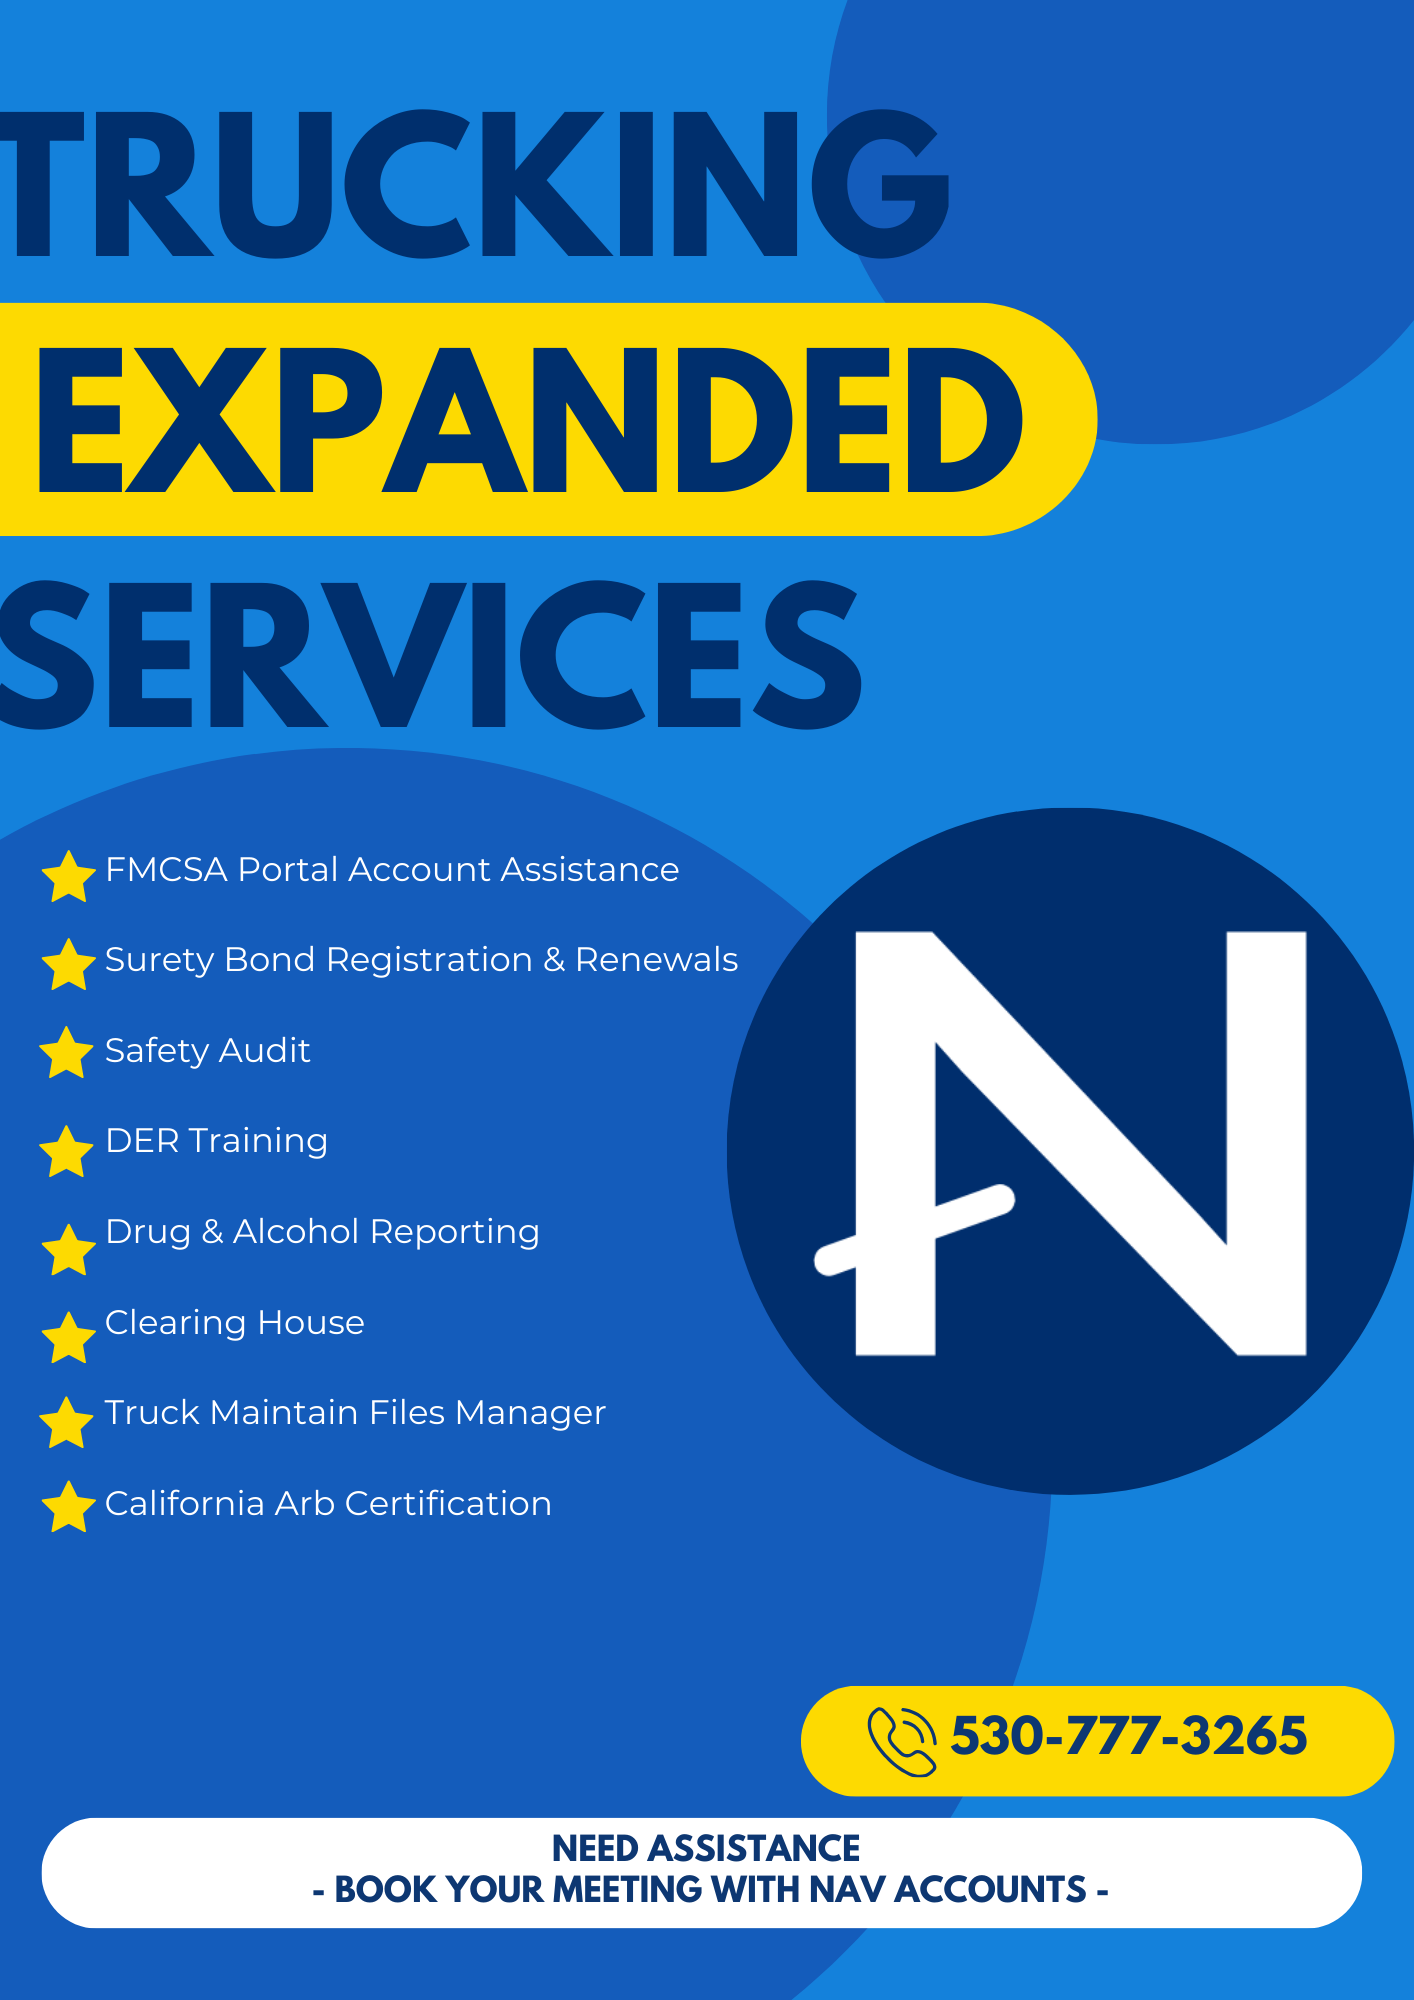 TRUCKING
EXPANDED
SERVICES
FMCSA Portal Account Assistance
Surety Bond Registration & Renewals
Safety Audit
DER Training
Drug & Alcohol Reporting
Clearing House
Truck Maintain Files Manager
California Arb Certification
N
530-777-3265
NEED ASSISTANCE
- BOOK YOUR MEETING WITH NAV ACCOUNTS -